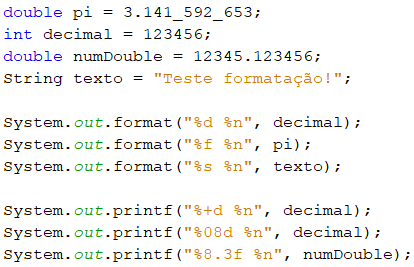 double pi = 3.141_592_653;
int decimal = 123456;
double numDouble = 12345.123456;
String texto = "Teste formatação!";
System.out.format("%d %n", decimal);
System.out.format("%f %n", pi);
System.out.format("%s %n", texto);
System.out.printf("%+d %n", decimal);
System.out.printf("%08d %n", decimal);
System.out.printf("%8.3f %n", numDouble);